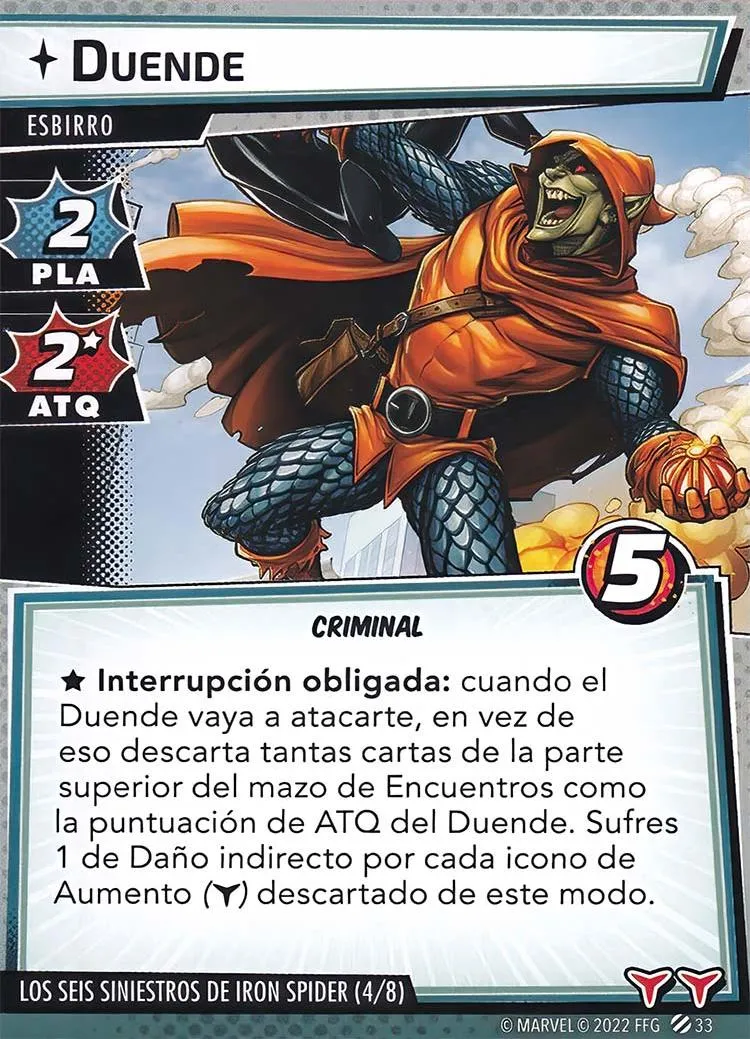 DUENDE
ESBIRRO
2
PLA
2★
ATQ
5
CRIMINAL
★ Interrupción obligada: cuando el
Duende vaya a atacarte, en vez de
eso descarta tantas cartas de la parte
superior del mazo de Encuentros como
la puntuación de ATQ del Duende. Sufres
1 de Daño indirecto por cada icono de
Aumento () descartado de este modo.
LOS SEIS SINIESTROS DE IRON SPIDER (4/8)
© MARVEL © 2022 FFG 33